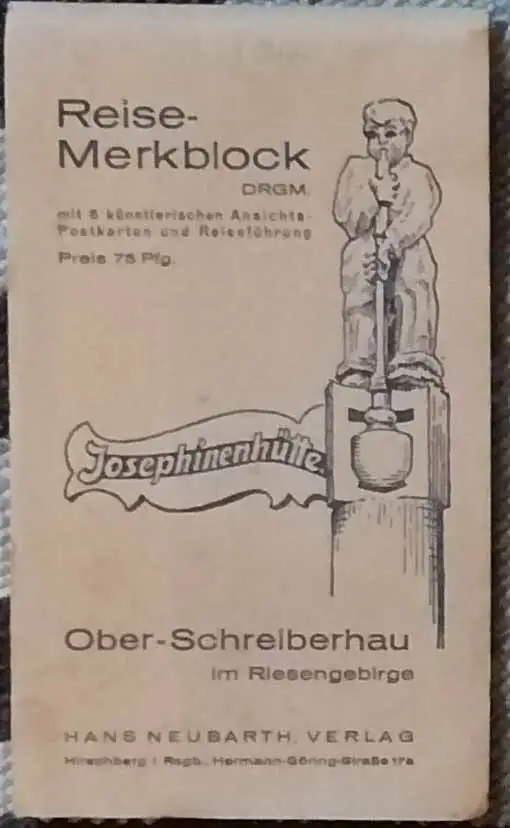 Reise-
Merkblock
DRGM.
mit 6 künstlerischen Ansichts-
Postkarten und Reiseführung
Preis 75 Pfg.
Josephinenhütte
Ober-Schreiberhau
im Riesengebirge
HANS NEUBARTH, VERLAG
Hirschberg i. Rsgb., Hermann-Göring-Straße 17a